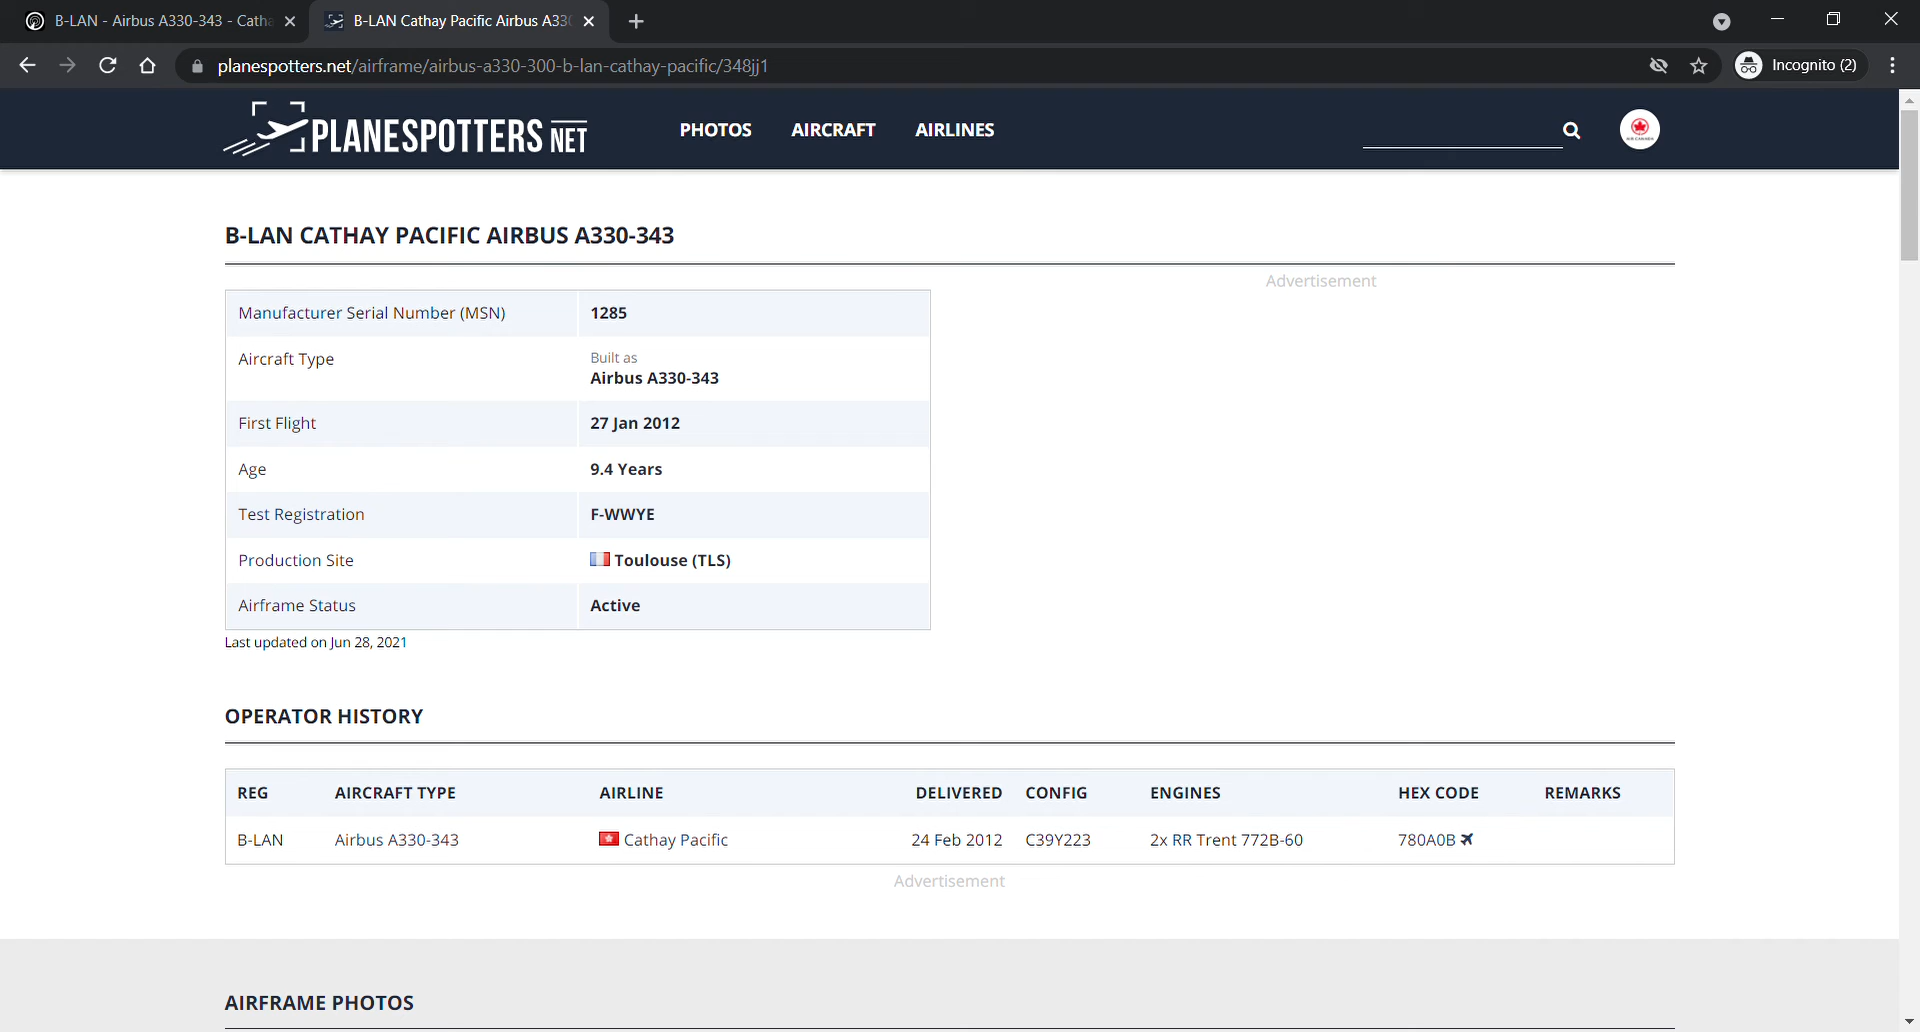 B-LAN - Airbus A330-343 - Catha
B-LAN Cathay Pacific Airbus A330
planespotters.net/airframe/airbus-a330-300-b-lan-cathay-pacific/348jj1
Incognito (2)
PLANESPOTTERS NET
PHOTOS AIRCRAFT AIRLINES
AIR CANADA
B-LAN CATHAY PACIFIC AIRBUS A330-343
Advertisement
Manufacturer Serial Number (MSN) 1285
Aircraft Type Built as
Airbus A330-343
First Flight 27 Jan 2012
Age 9.4 Years
Test Registration F-WWYE
Production Site Toulouse (TLS)
Airframe Status Active
Last updated on Jun 28, 2021
OPERATOR HISTORY
REG AIRCRAFT TYPE AIRLINE DELIVERED CONFIG ENGINES HEX CODE REMARKS
B-LAN Airbus A330-343 Cathay Pacific 24 Feb 2012 C39Y223 2x RR Trent 772B-60 780A0B
Advertisement
AIRFRAME PHOTOS